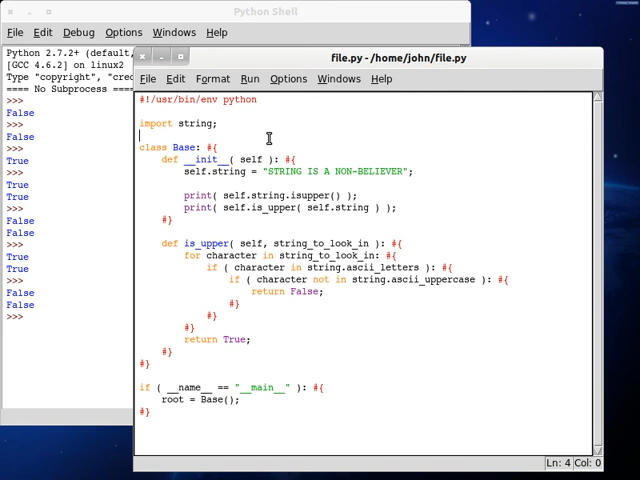 Python Shell
File Edit Debug Options Windows Help
Python 2.7.2+ (default,
[GCC 4.6.2] on linux2
Type "copyright", "cred
==== No Subprocess ====
>>>
False
>>>
False
>>>
True
>>>
True
True
>>>
False
False
>>>
True
True
>>>
False
False
>>>
file.py - /home/john/file.py
File Edit Format Run Options Windows Help
#!/usr/bin/env python
import string;
class Base: #{
def __init__( self ): #{
self.string = "STRING IS A NON-BELIEVER";
print( self.string.isupper() );
print( self.is_upper( self.string ) );
#}
def is_upper( self, string_to_look_in ): #{
for character in string_to_look_in: #{
if ( character in string.ascii_letters ): #{
if ( character not in string.ascii_uppercase ): #{
return False;
#}
#}
#}
return True;
#}
#}
if ( __name__ == "__main__" ): #{
root = Base();
#}
Ln: 4 Col: 0